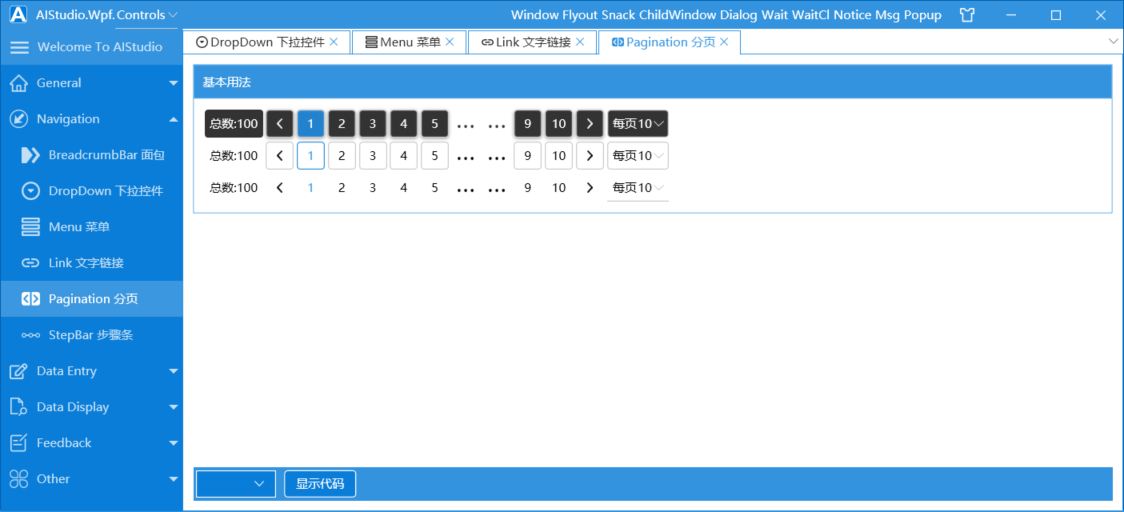 AIStudio.Wpf.Controls
Window Flyout Snack ChildWindow Dialog Wait WaitCl Notice Msg Popup
Welcome To AIStudio
General
Navigation
BreadcrumbBar 面包
DropDown 下拉控件
Menu 菜单
Link 文字链接
Pagination 分页
StepBar 步骤条
Data Entry
Data Display
Feedback
Other
DropDown 下拉控件
Menu 菜单
Link 文字链接
Pagination 分页
基本用法
总数:100 1 2 3 4 5 ... ... 9 10 每页10
总数:100 1 2 3 4 5 ... ... 9 10 每页10
总数:100 1 2 3 4 5 ... ... 9 10 每页10
显示代码